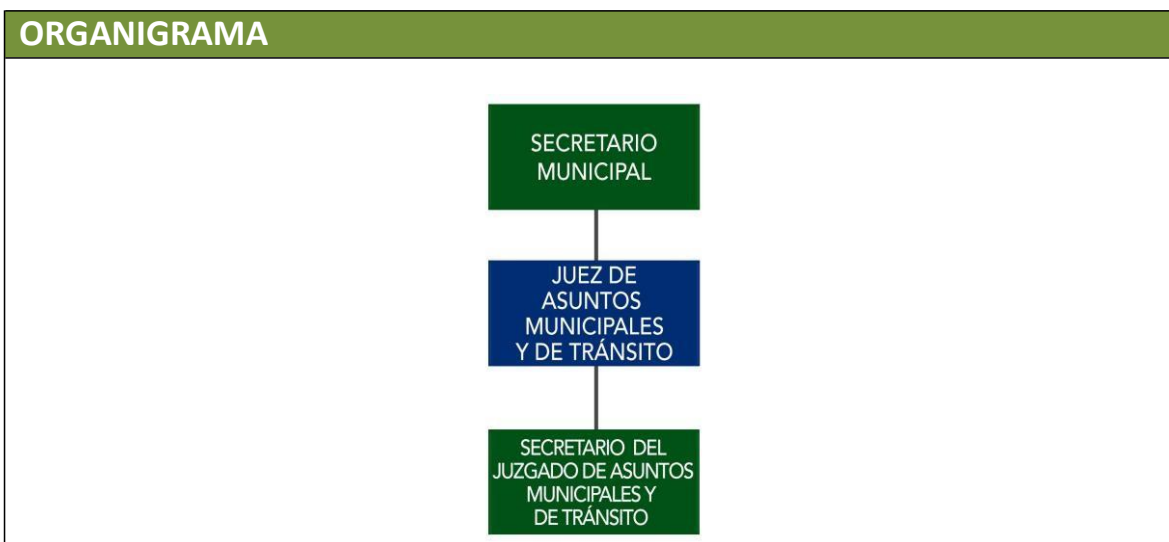 ORGANIGRAMA
SECRETARIO
MUNICIPAL
JUEZ DE
ASUNTOS
MUNICIPALES
Y DE TRÁNSITO
SECRETARIO DEL
JUZGADO DE ASUNTOS
MUNICIPALES Y
DE TRÁNSITO